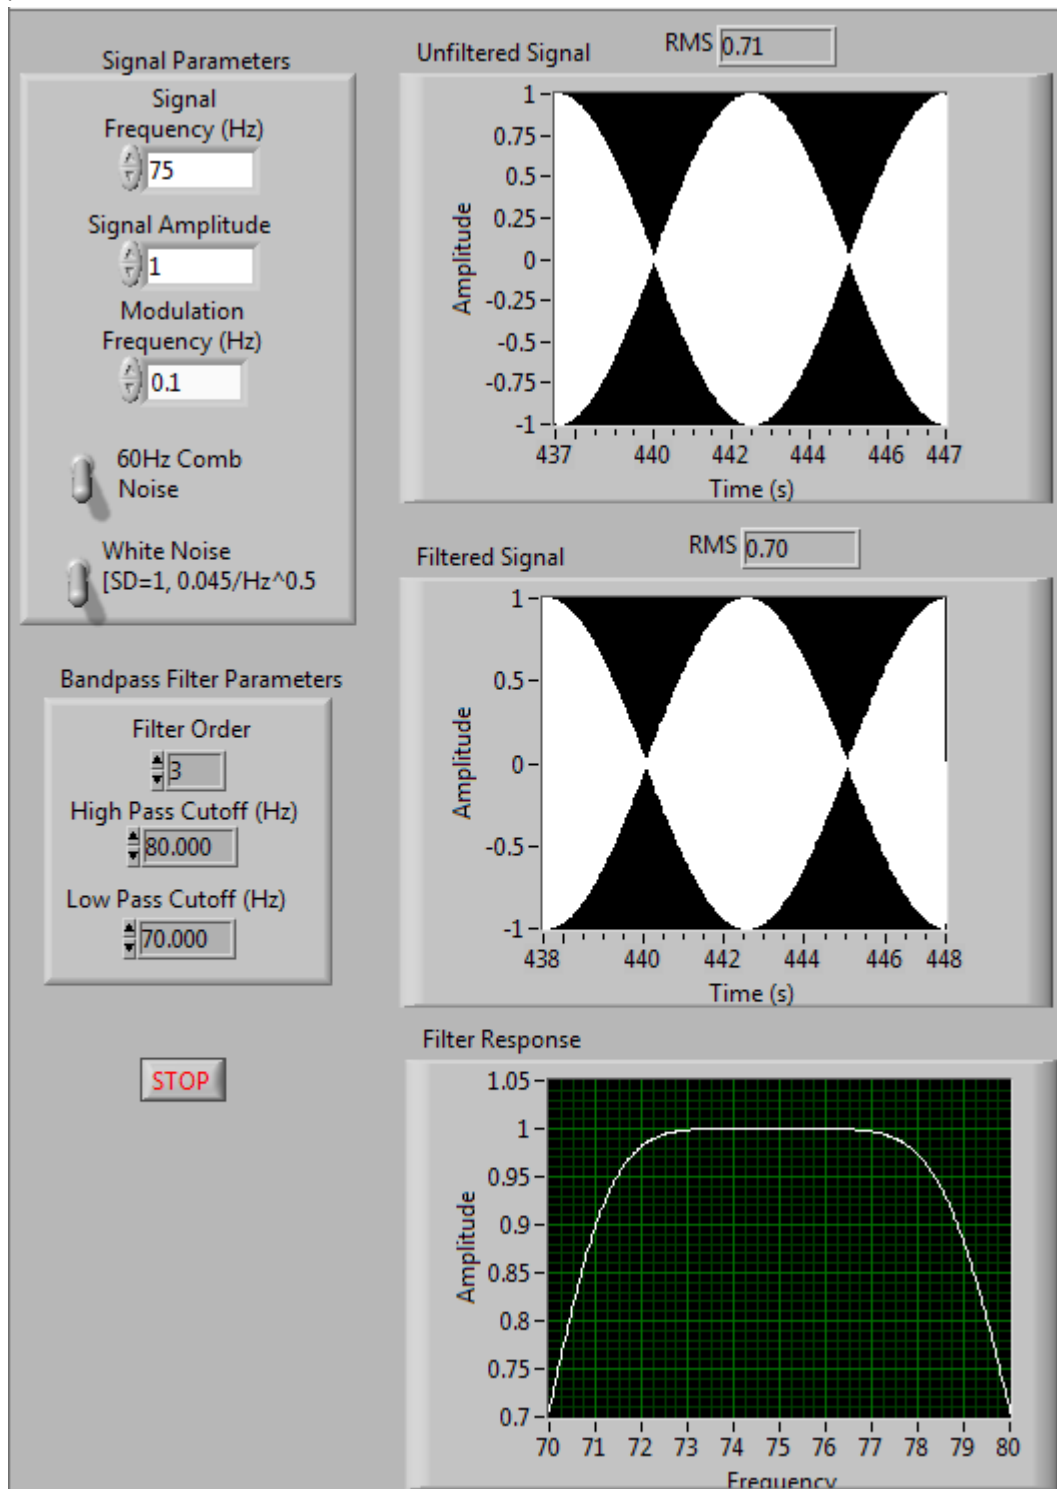 Signal Parameters
Signal
Frequency (Hz)
75
Signal Amplitude
1
Modulation
Frequency (Hz)
0.1
60Hz Comb
Noise
White Noise
[SD=1, 0.045/Hz^0.5
Bandpass Filter Parameters
Filter Order
3
High Pass Cutoff (Hz)
80.000
Low Pass Cutoff (Hz)
70.000
STOP
Unfiltered Signal
RMS 0.71
Amplitude
1
0.75
0.5
0.25
0
-0.25
-0.5
-0.75
-1
437 440 442 444 446 447
Time (s)
Filtered Signal
RMS 0.70
Amplitude
1
0.5
0
-0.5
-1
438 440 442 444 446 448
Time (s)
Filter Response
Amplitude
1.05
1
0.95
0.9
0.85
0.8
0.75
0.7
70 71 72 73 74 75 76 77 78 79 80
Frequency